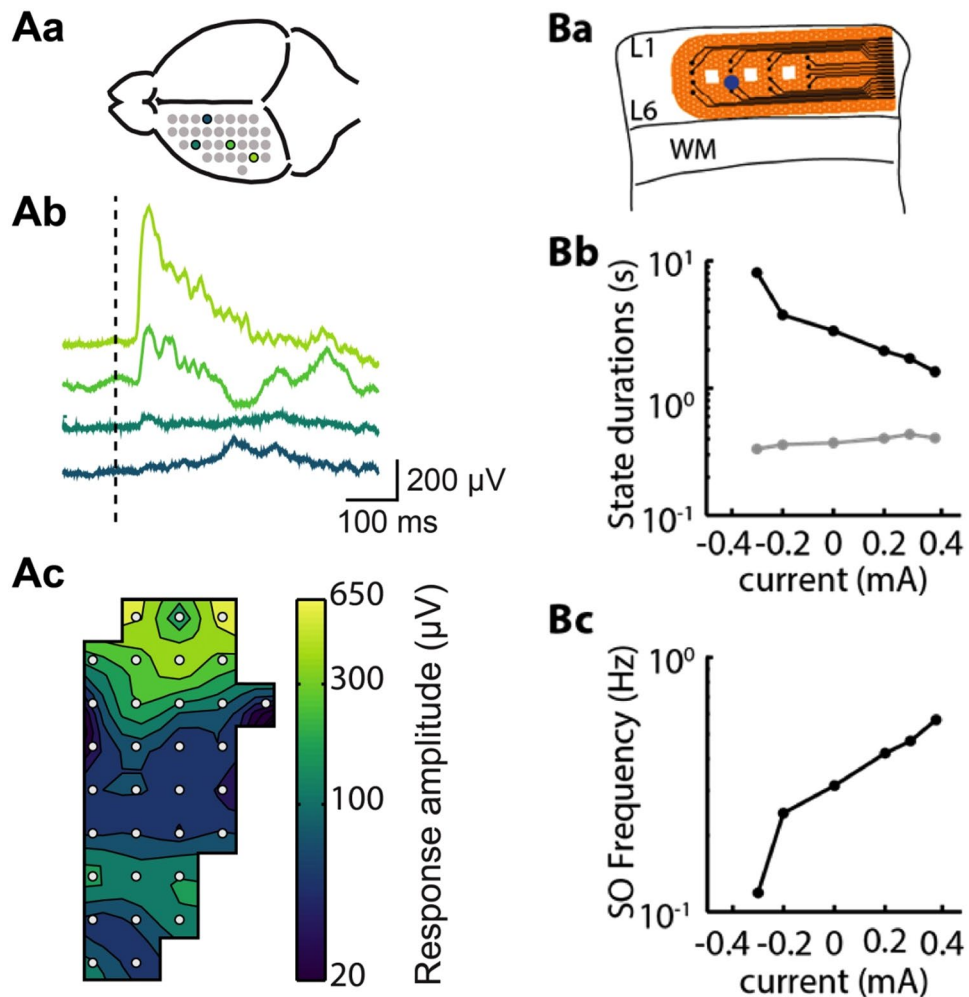 Aa
Ab
200 µV
100 ms
Ac
650
300
100
20
Response amplitude (µV)
Ba
L1
L6
WM
Bb
State durations (s)
10¹
10⁰
10⁻¹
-0.4 -0.2 0 0.2 0.4
current (mA)
Bc
SO Frequency (Hz)
10⁰
10⁻¹
-0.4 -0.2 0 0.2 0.4
current (mA)